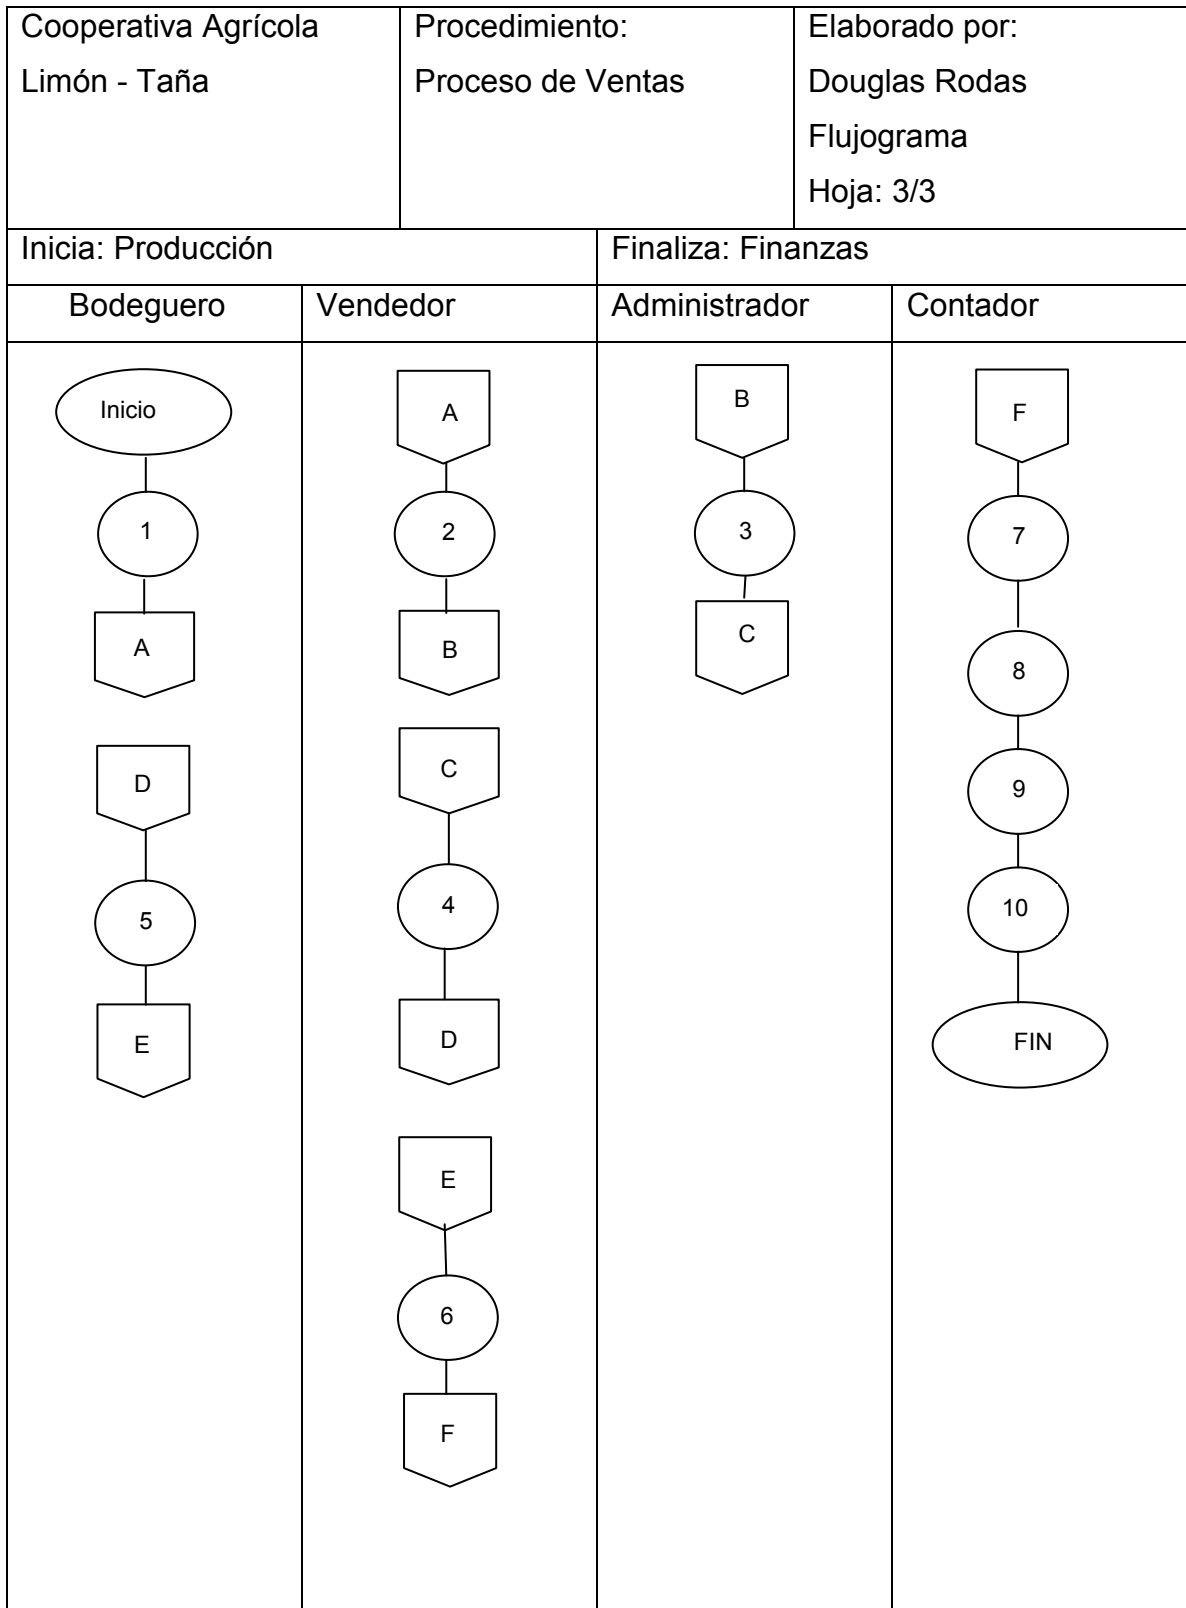 Cooperativa Agrícola
Limón - Taña
Procedimiento:
Proceso de Ventas
Elaborado por:
Douglas Rodas
Flujograma
Hoja: 3/3
Inicia: Producción
Finaliza: Finanzas
Bodeguero
Vendedor
Administrador
Contador
Inicio
1
A
D
5
E
A
2
B
C
4
D
E
6
F
B
3
C
F
7
8
9
10
FIN